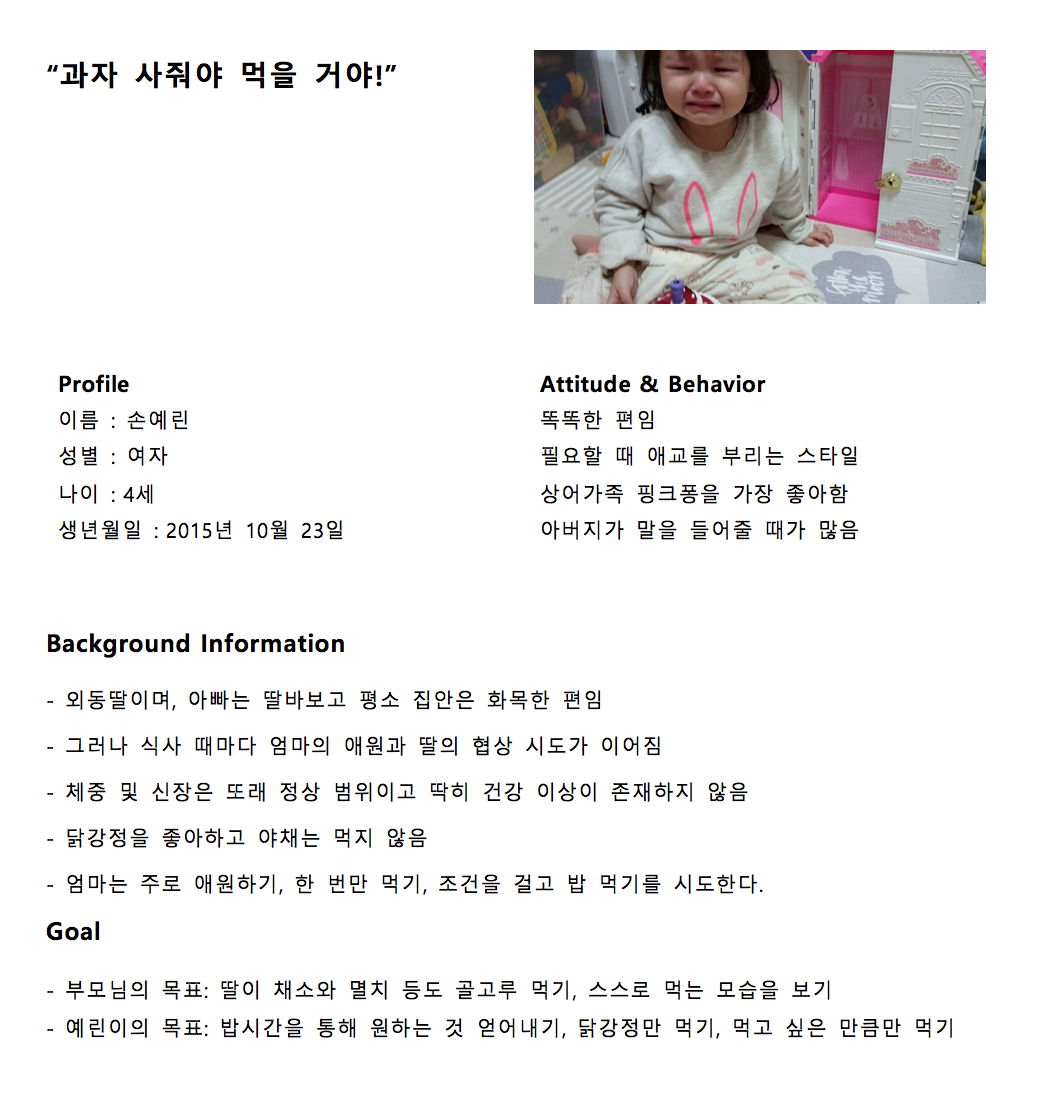 “과자 사줘야 먹을 거야!”
follow
the
moon
Profile
이름 : 손예린
성별 : 여자
나이 : 4세
생년월일 : 2015년 10월 23일
Attitude & Behavior
똑똑한 편임
필요할 때 애교를 부리는 스타일
상어가족 핑크퐁을 가장 좋아함
아버지가 말을 들어줄 때가 많음
Background Information
- 외동딸이며, 아빠는 딸바보고 평소 집안은 화목한 편임
- 그러나 식사 때마다 엄마의 애원과 딸의 협상 시도가 이어짐
- 체중 및 신장은 또래 정상 범위이고 딱히 건강 이상이 존재하지 않음
- 닭강정을 좋아하고 야채는 먹지 않음
- 엄마는 주로 애원하기, 한 번만 먹기, 조건을 걸고 밥 먹기를 시도한다.
Goal
- 부모님의 목표: 딸이 채소와 멸치 등도 골고루 먹기, 스스로 먹는 모습을 보기
- 예린이의 목표: 밥시간을 통해 원하는 것 얻어내기, 닭강정만 먹기, 먹고 싶은 만큼만 먹기